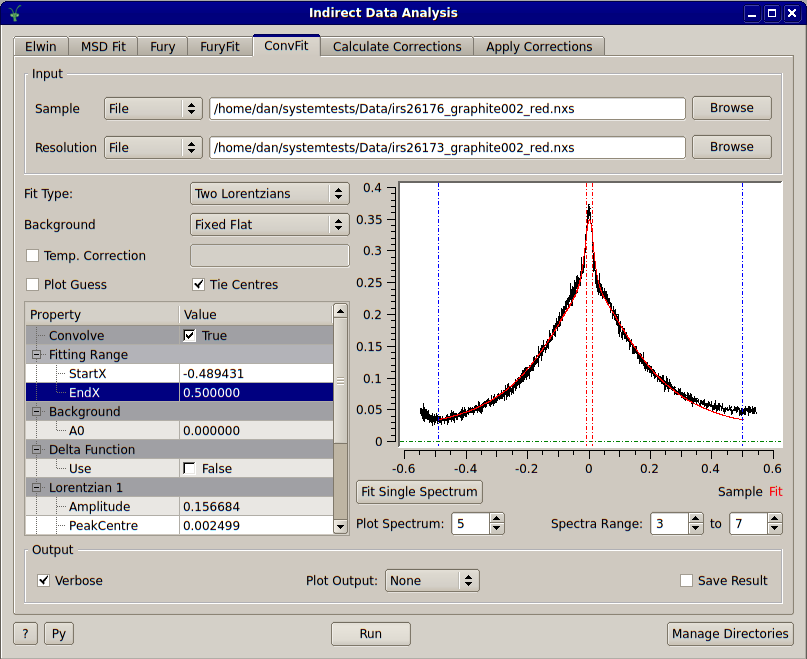 Indirect Data Analysis
Elwin MSD Fit Fury FuryFit ConvFit Calculate Corrections Apply Corrections
Input
Sample File /home/dan/systemtests/Data/irs26176_graphite002_red.nxs Browse
Resolution File /home/dan/systemtests/Data/irs26173_graphite002_red.nxs Browse
Fit Type: Two Lorentzians
Background Fixed Flat
Temp. Correction
Plot Guess Tie Centres
Property Value
Convolve True
Fitting Range
StartX -0.489431
EndX 0.500000
Background
A0 0.000000
Delta Function
Use False
Lorentzian 1
Amplitude 0.156684
PeakCentre 0.002499
0.4
0.35
0.3
0.25
0.2
0.15
0.1
0.05
0
-0.6 -0.4 -0.2 0 0.2 0.4 0.6
Fit Single Spectrum Sample Fit
Plot Spectrum: 5 Spectra Range: 3 to 7
Output
Verbose Plot Output: None Save Result
? Py Run Manage Directories